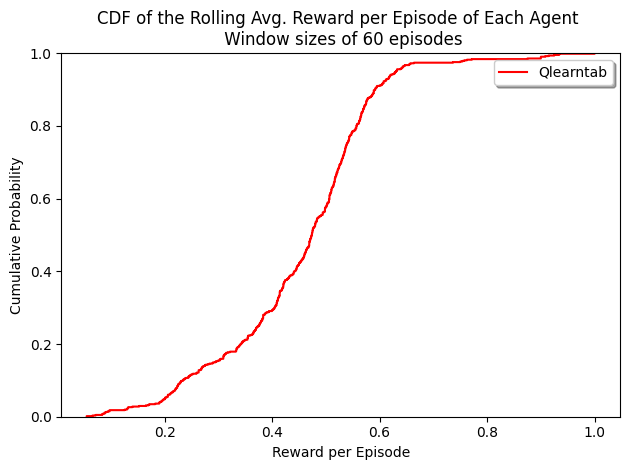 CDF of the Rolling Avg. Reward per Episode of Each Agent
Window sizes of 60 episodes
Qlearntab
Cumulative Probability
1.0
0.8
0.6
0.4
0.2
0.0
0.2 0.4 0.6 0.8 1.0
Reward per Episode